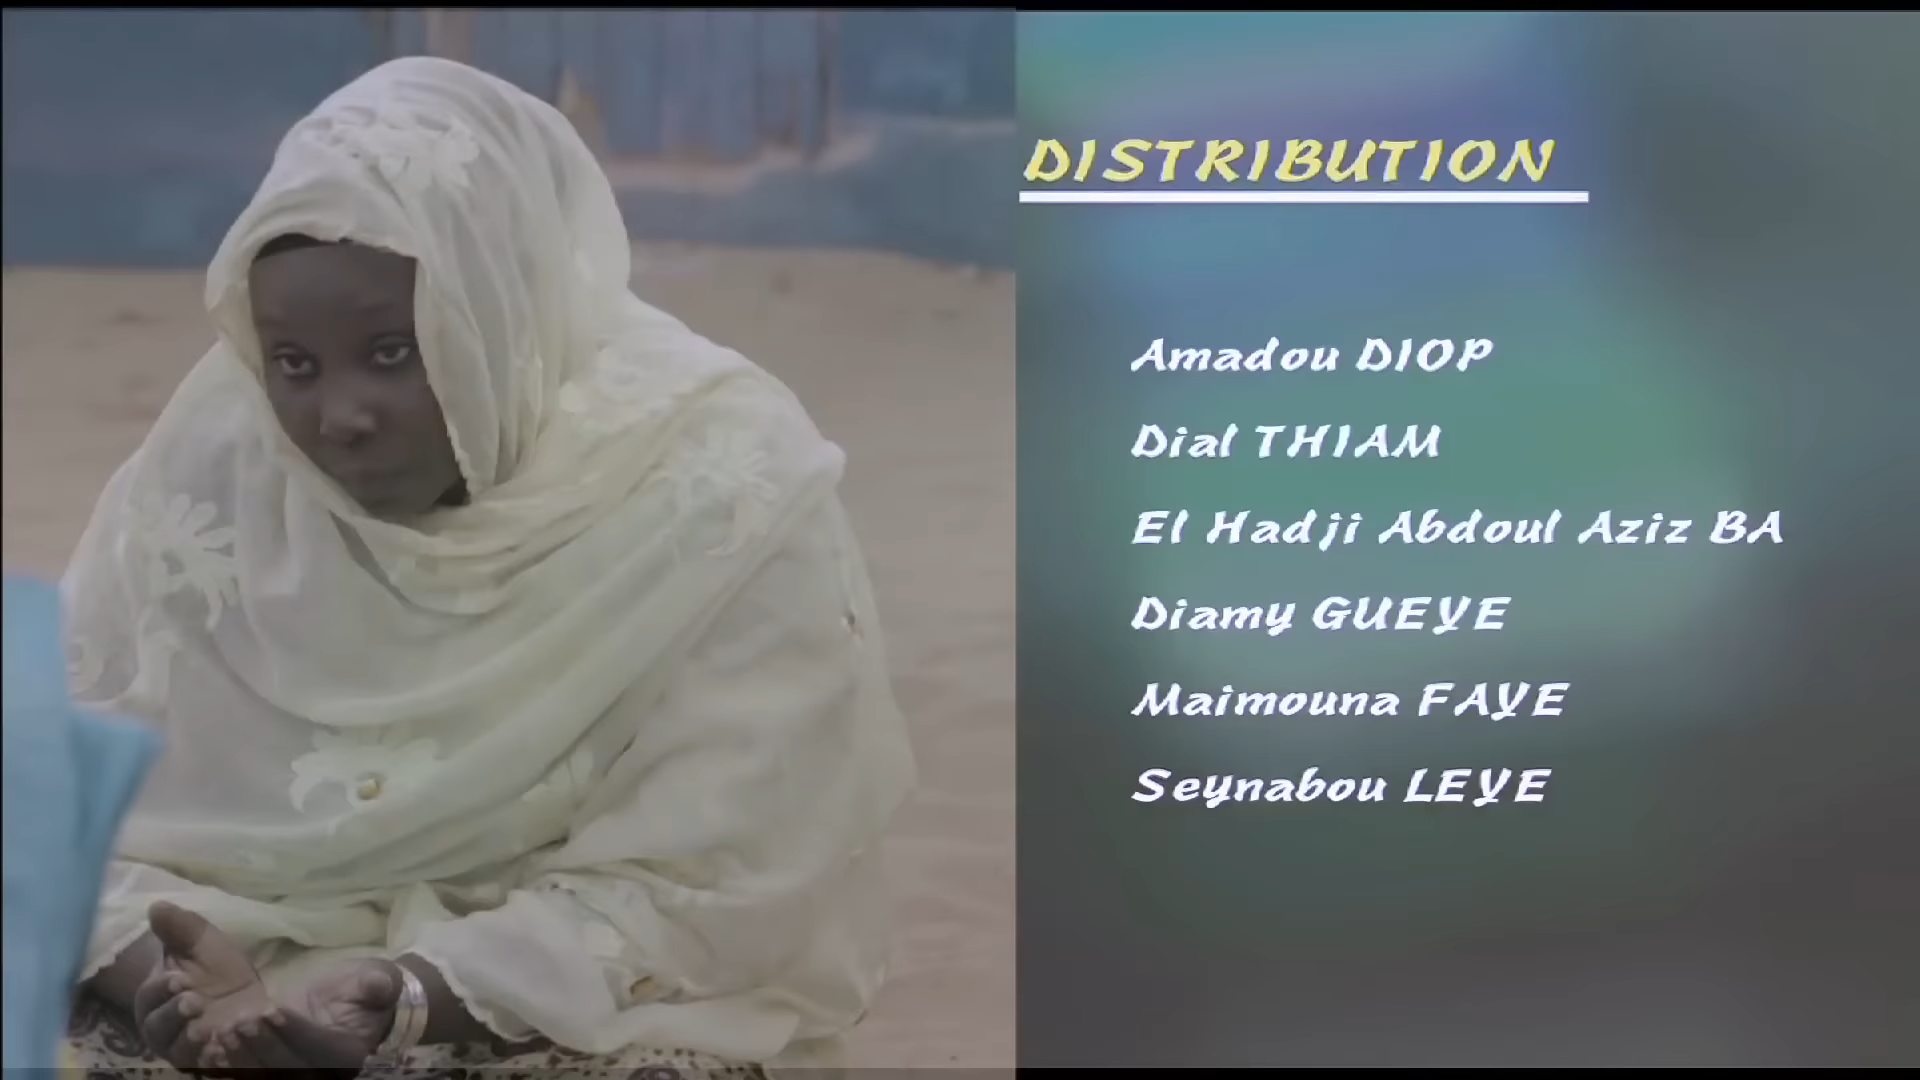 DISTRIBUTION
Amadou DIOP
Dial THIAM
El Hadji Abdoul Aziz BA
Diamy GUEYE
Maimouna FAYE
Seynabou LEYE